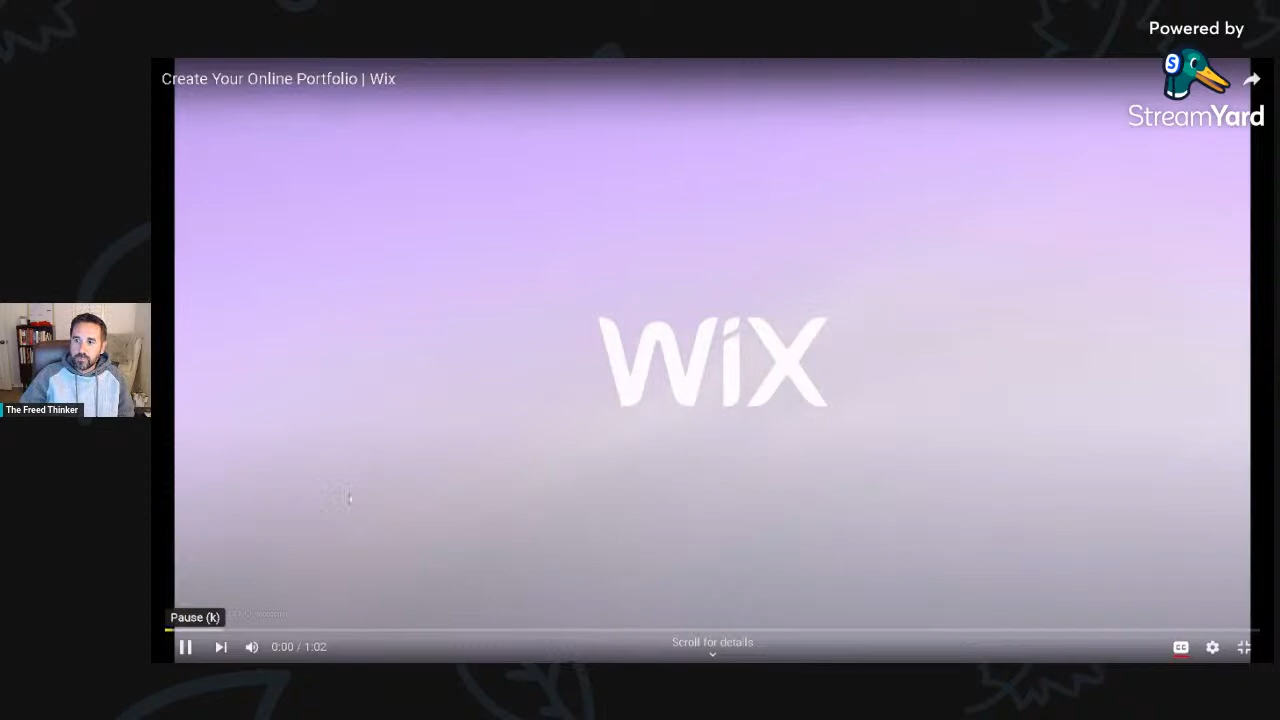 Powered by
StreamYard
Create Your Online Portfolio | Wix
WiX
The Freed Thinker
Pause (k)
0:00 / 1:02
Scroll for details
CC